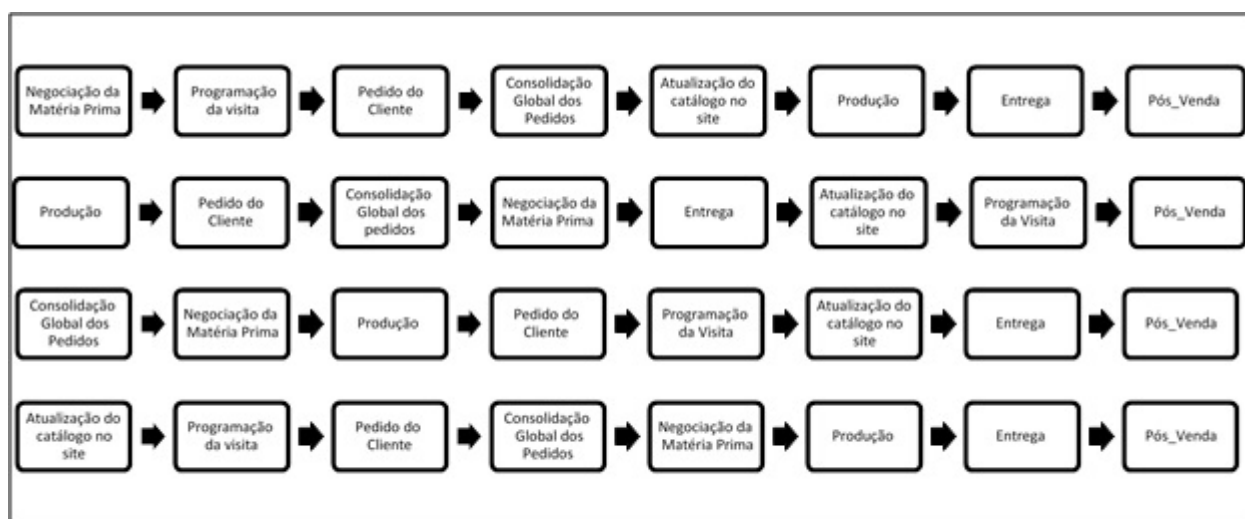 Negociação da
Matéria Prima
Programação
da visita
Pedido do
Cliente
Consolidação
Global dos
Pedidos
Atualização do
catálogo no
site
Produção
Entrega
Pós_Venda
Produção
Pedido do
Cliente
Consolidação
Global dos
pedidos
Negociação da
Matéria Prima
Entrega
Atualização do
catálogo no
site
Programação
da Visita
Pós_Venda
Consolidação
Global dos
Pedidos
Negociação da
Matéria Prima
Produção
Pedido do
Cliente
Programação
da Visita
Atualização do
catálogo no
site
Entrega
Pós_Venda
Atualização do
catálogo no
site
Programação
da visita
Pedido do
Cliente
Consolidação
Global dos
Pedidos
Negociação da
Matéria Prima
Produção
Entrega
Pós_Venda